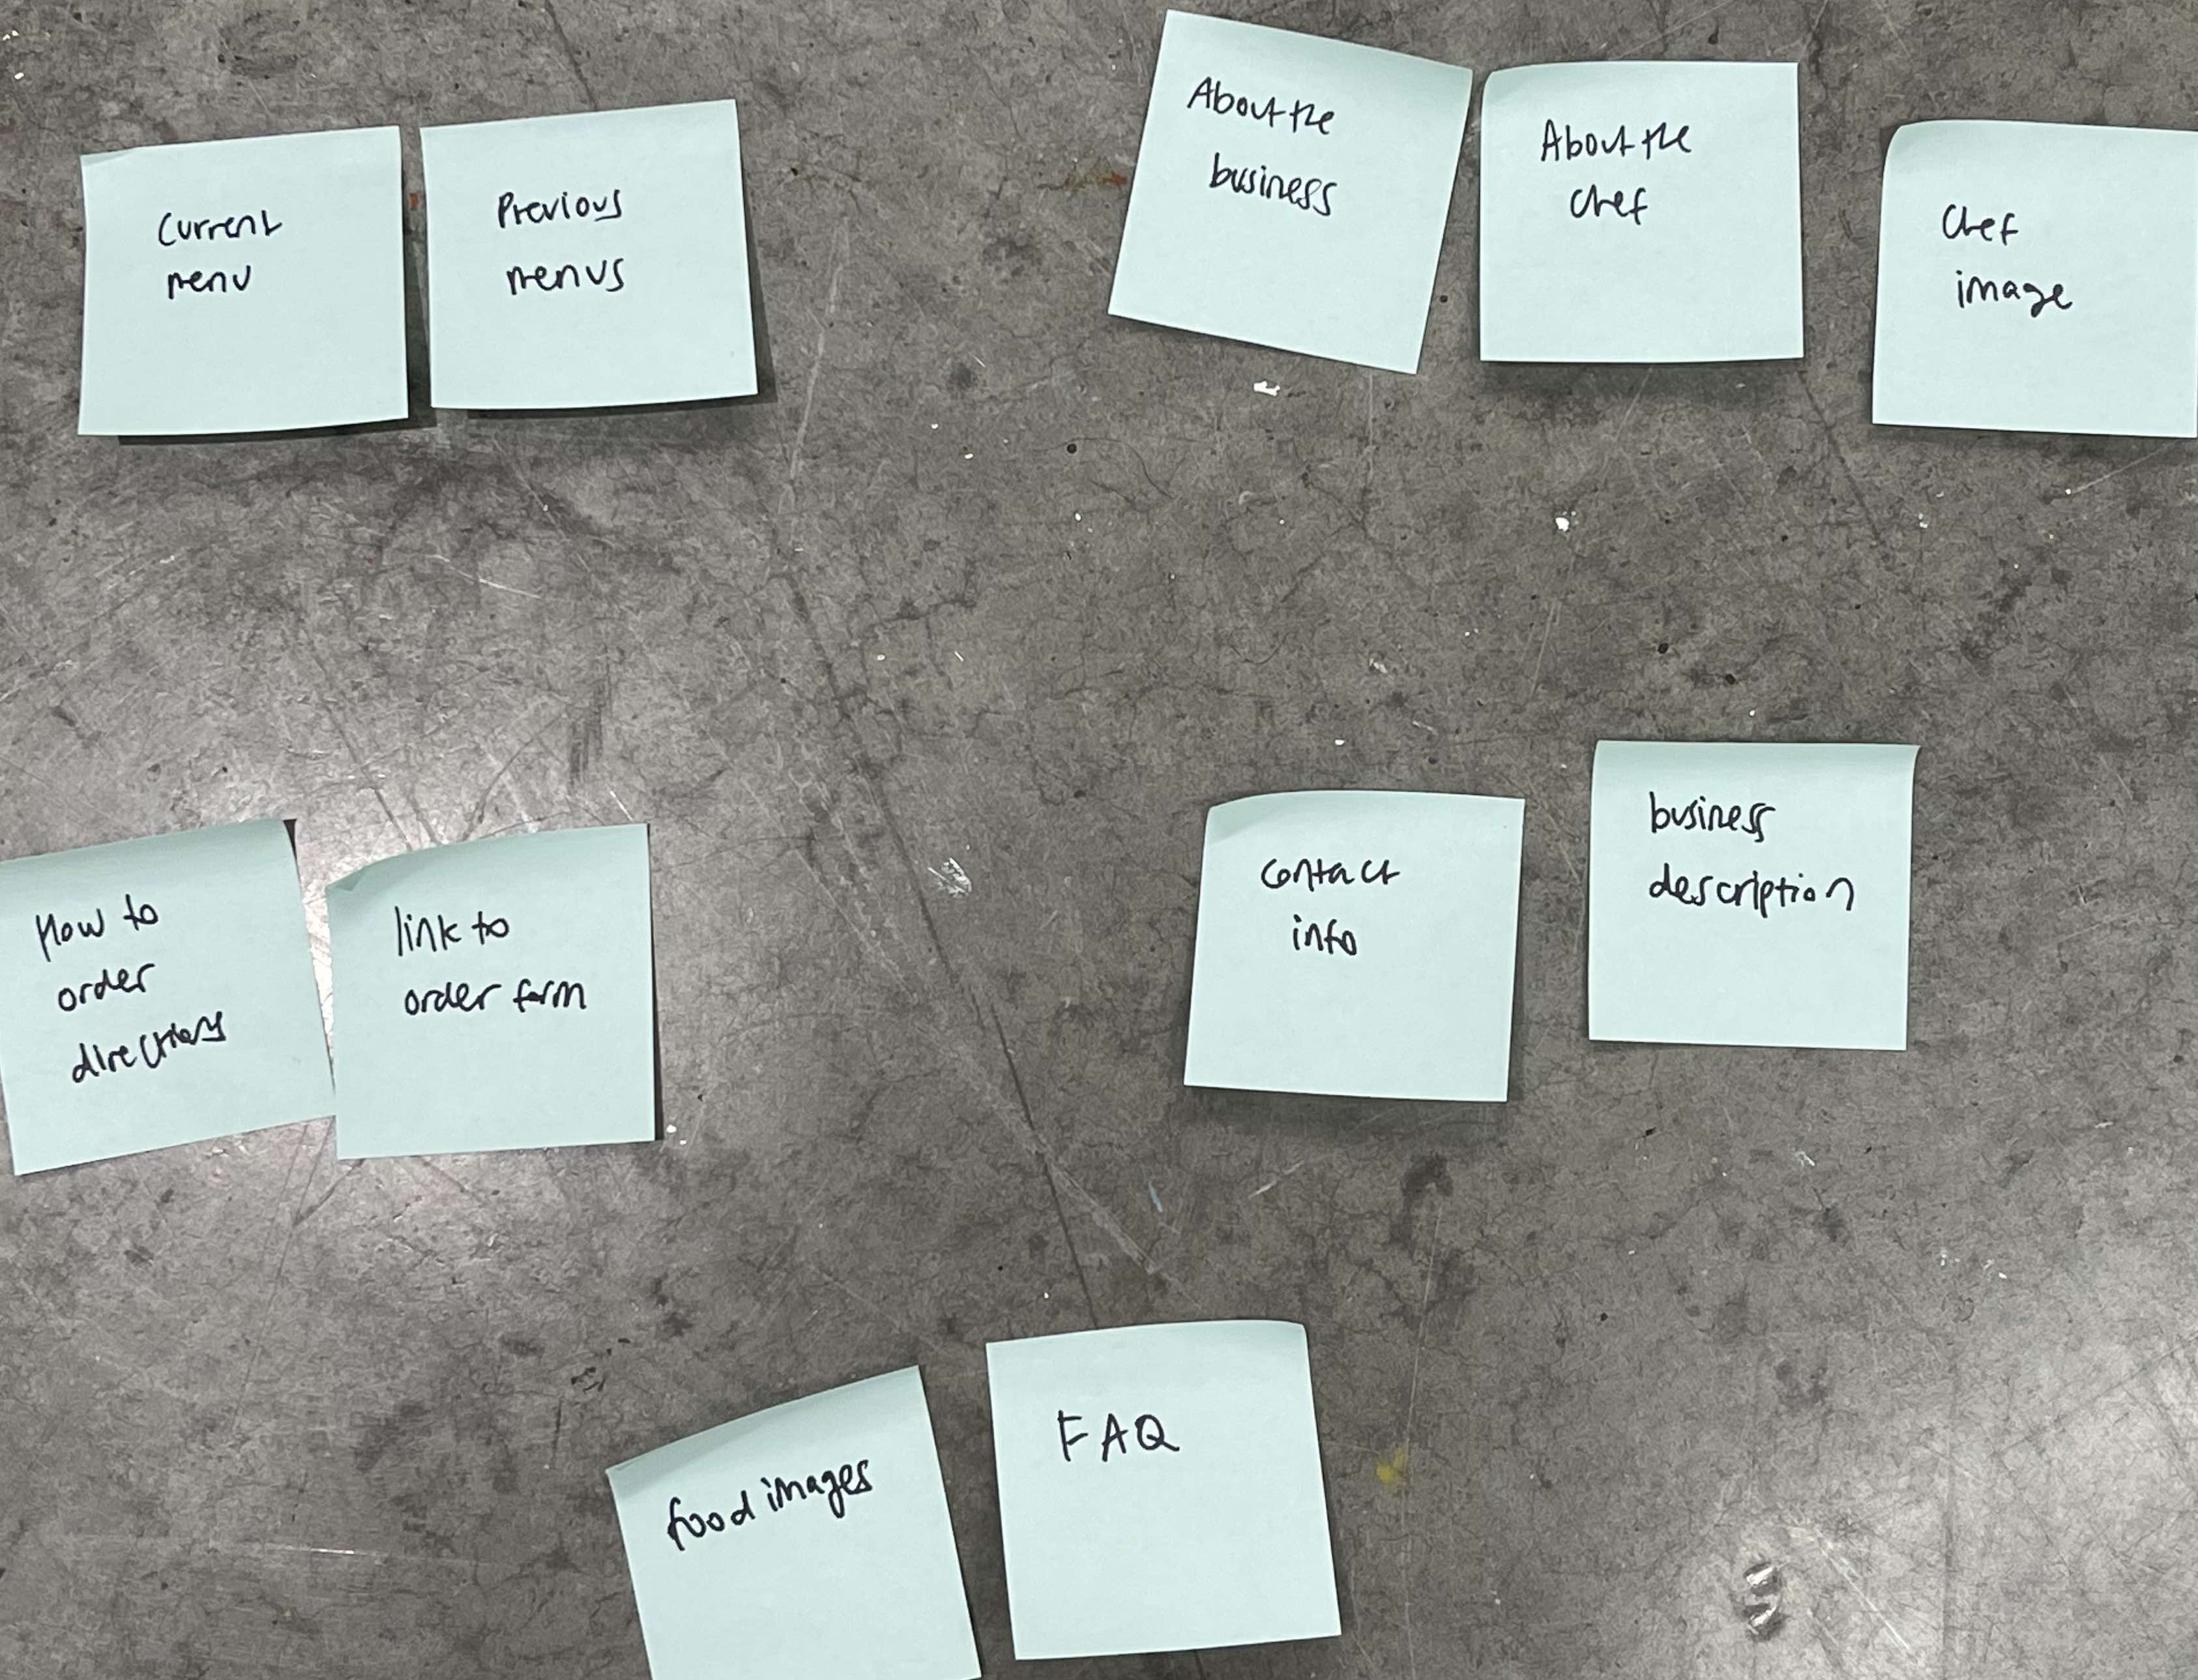 Current
menu
Previous
menus
About the
business
About the
Chef
Chef
image
How to
order
directions
link to
order form
contact
info
business
description
food images
FAQ